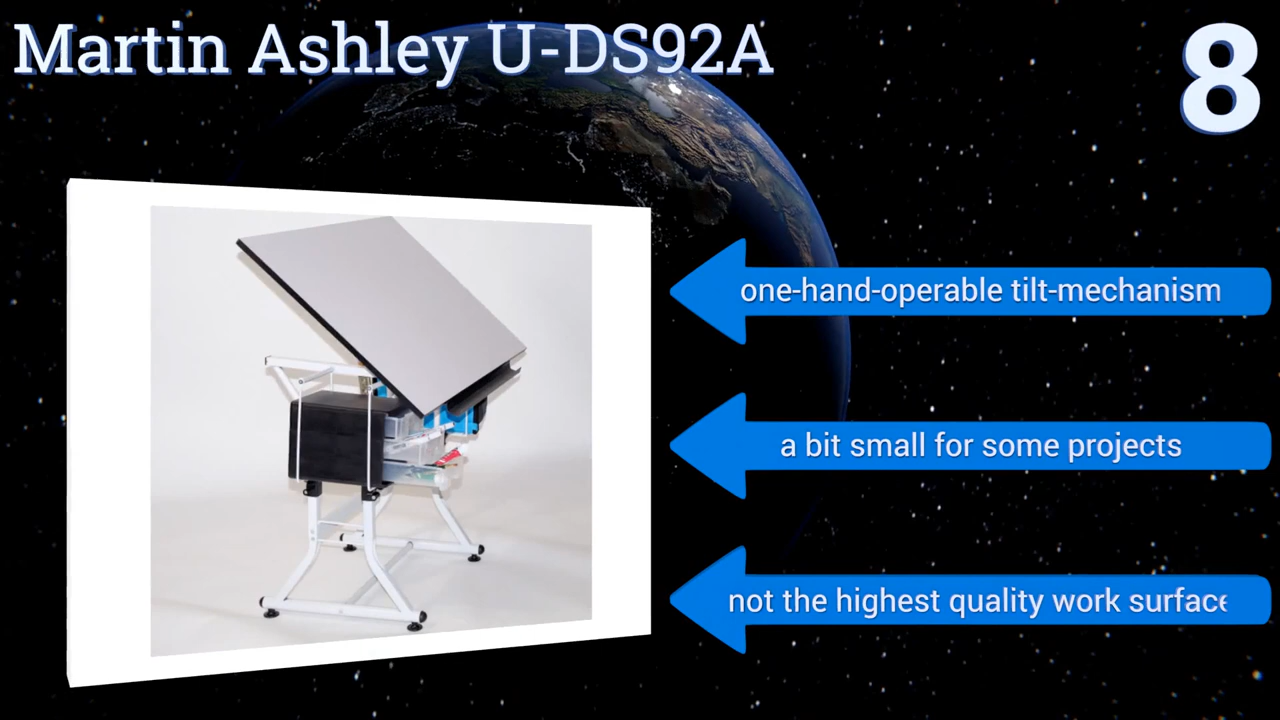 Martin Ashley U-DS92A
8
one-hand-operable tilt-mechanism
a bit small for some projects
not the highest quality work surface